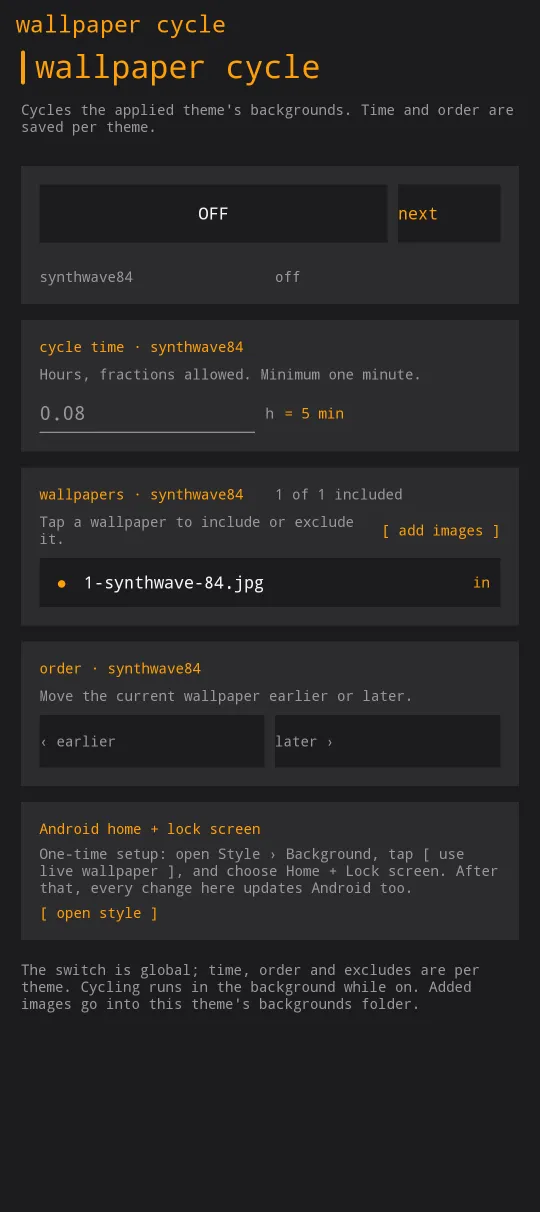 wallpaper cycle
wallpaper cycle
Cycles the applied theme's backgrounds. Time and order are
saved per theme.
OFF
next
synthwave84
off
cycle time · synthwave84
Hours, fractions allowed. Minimum one minute.
0.08 h = 5 min
wallpapers · synthwave84 1 of 1 included
Tap a wallpaper to include or exclude
it.
[ add images ]
● 1-synthwave-84.jpg in
order · synthwave84
Move the current wallpaper earlier or later.
‹ earlier
later ›
Android home + lock screen
One-time setup: open Style › Background, tap [ use
live wallpaper ], and choose Home + Lock screen. After
that, every change here updates Android too.
[ open style ]
The switch is global; time, order and excludes are per
theme. Cycling runs in the background while on. Added
images go into this theme's backgrounds folder.